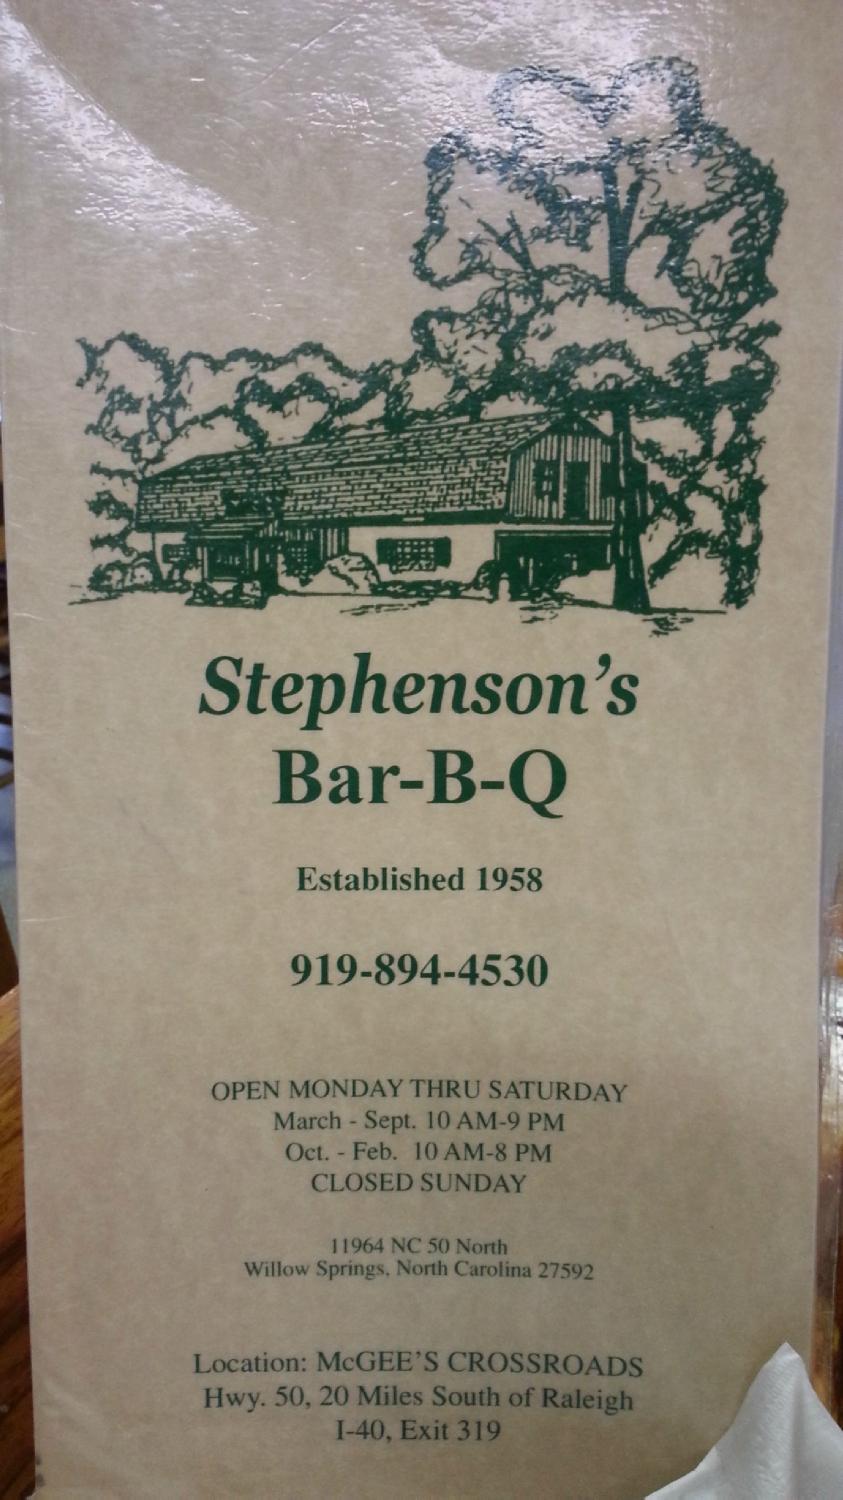 Stephenson's
Bar-B-Q
Established 1958
919-894-4530
OPEN MONDAY THRU SATURDAY
March - Sept. 10 AM-9 PM
Oct. - Feb. 10 AM-8 PM
CLOSED SUNDAY
11964 NC 50 North
Willow Springs, North Carolina 27592
Location: McGEE'S CROSSROADS
Hwy. 50, 20 Miles South of Raleigh
I-40, Exit 319